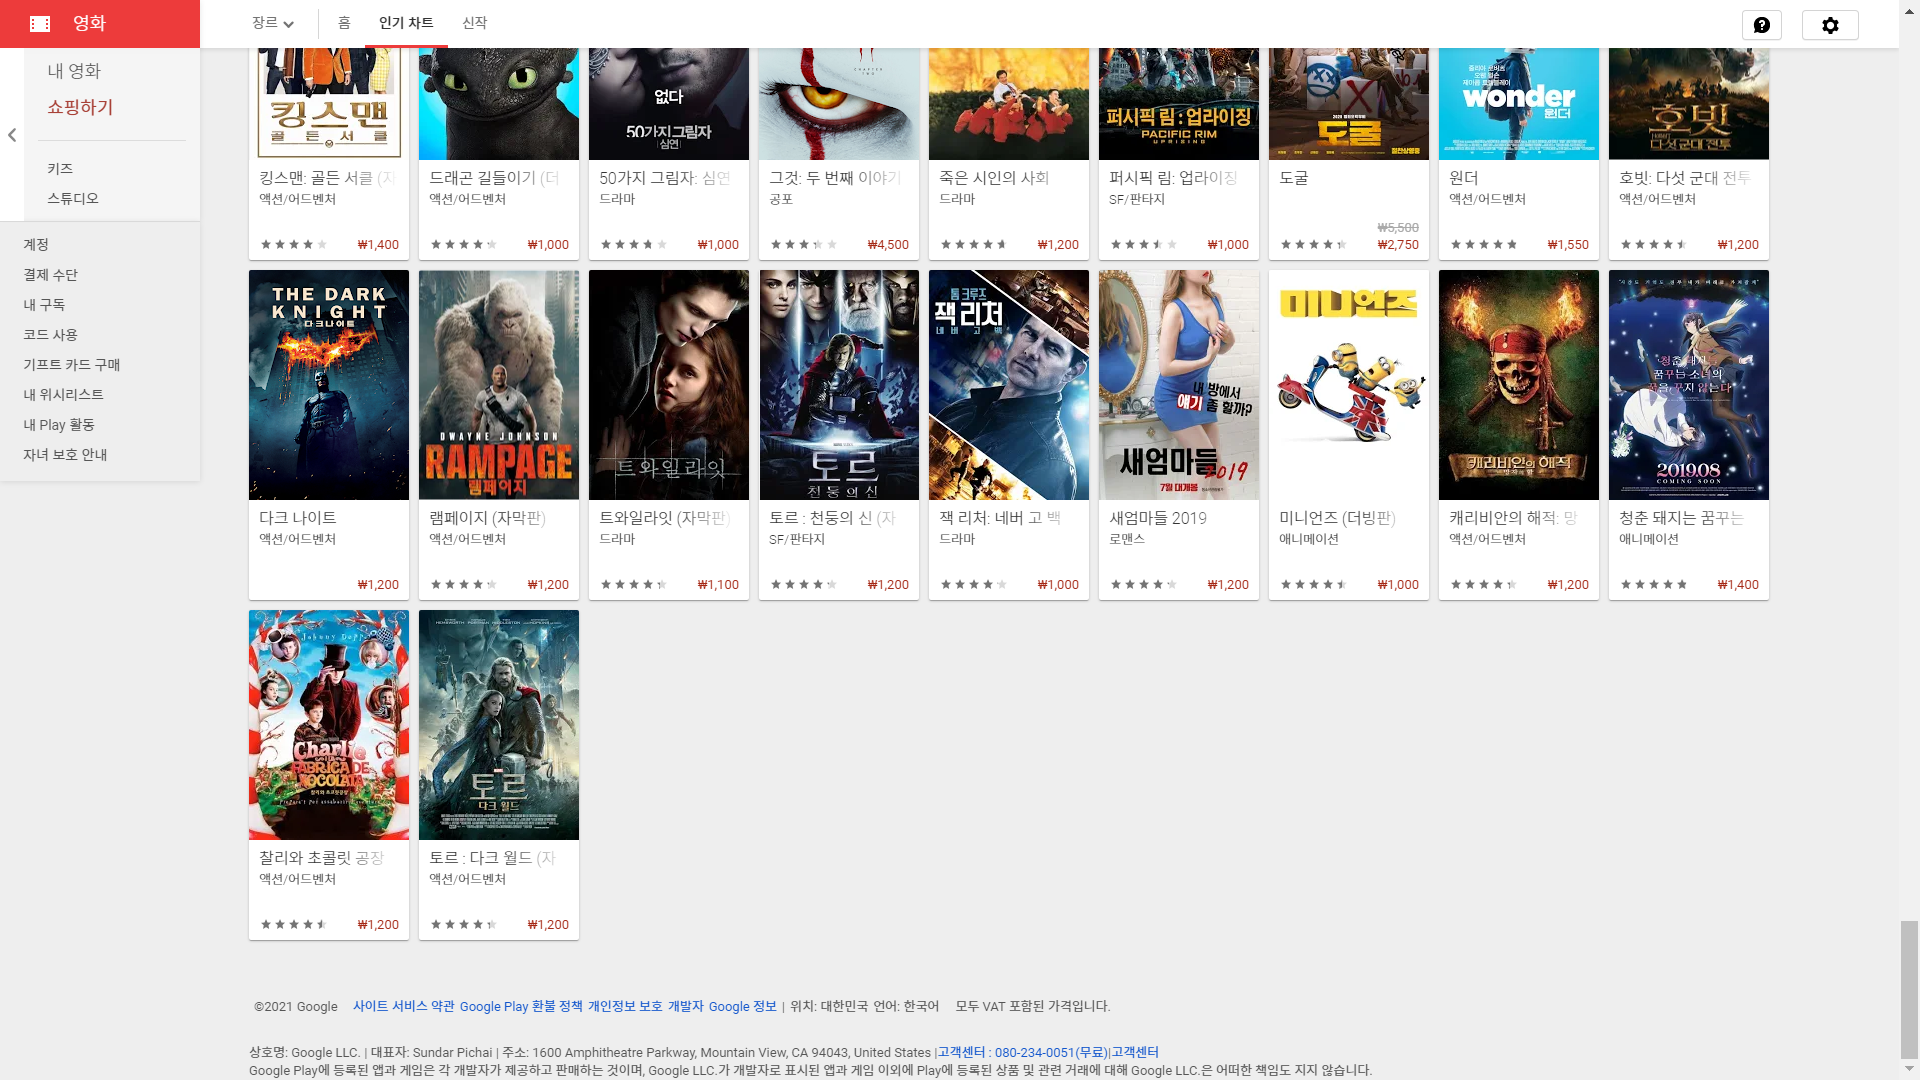 영화
장르
홈
인기 차트
신작
내 영화
쇼핑하기
키즈
스튜디오
계정
결제 수단
내 구독
코드 사용
기프트 카드 구매
내 위시리스트
내 Play 활동
자녀 보호 안내
킹스맨
골든 서클
없다
50가지 그림자
심연
CHAPTER TWO
퍼시픽 림 : 업라이징
PACIFIC RIM
UPRISING
도굴
wonder
원더
호빗
다섯 군대 전투
킹스맨: 골든 서클 (자
액션/어드벤처
₩1,400
드래곤 길들이기 (더
액션/어드벤처
₩1,000
50가지 그림자: 심연
드라마
₩1,000
그것: 두 번째 이야기
공포
₩4,500
죽은 시인의 사회
드라마
₩1,200
퍼시픽 림: 업라이징
SF/판타지
₩1,000
도굴
₩5,500
₩2,750
원더
액션/어드벤처
₩1,550
호빗: 다섯 군대 전투
액션/어드벤처
₩1,200
THE DARK
KNIGHT
다크나이트
DWAYNE JOHNSON
RAMPAGE
램페이지
트와일라잇
토르
천둥의 신
톰 크루즈
잭 리처
네버 고 백
내 방에서
얘기 좀 할까?
새엄마들 2019
7월 대개봉
미니언즈
캐리비안의 해적
청춘 돼지는
꿈꾸는 소녀의
꿈을 꾸지 않는다
2019.08
COMING SOON
다크 나이트
액션/어드벤처
₩1,200
램페이지 (자막판)
액션/어드벤처
₩1,200
트와일라잇 (자막판)
드라마
₩1,100
토르 : 천둥의 신 (자
SF/판타지
₩1,200
잭 리처: 네버 고 백
드라마
₩1,000
새엄마들 2019
로맨스
₩1,200
미니언즈 (더빙판)
애니메이션
₩1,000
캐리비안의 해적: 망
액션/어드벤처
₩1,200
청춘 돼지는 꿈꾸는
애니메이션
₩1,400
Johnny Depp
Charlie
FÀBRICA DE
XOCOLATA
찰리와 초콜릿 공장
토르
다크 월드
찰리와 초콜릿 공장
액션/어드벤처
₩1,200
토르 : 다크 월드 (자
액션/어드벤처
₩1,200
©2021 Google 사이트 서비스 약관 Google Play 환불 정책 개인정보 보호 개발자 Google 정보 | 위치: 대한민국 언어: 한국어 모두 VAT 포함된 가격입니다.
상호명: Google LLC. | 대표자: Sundar Pichai | 주소: 1600 Amphitheatre Parkway, Mountain View, CA 94043, United States |고객센터 : 080-234-0051(무료)|고객센터
Google Play에 등록된 앱과 게임은 각 개발자가 제공하고 판매하는 것이며, Google LLC.가 개발자로 표시된 앱과 게임 이외에 Play에 등록된 상품 및 관련 거래에 대해 Google LLC.은 어떠한 책임도 지지 않습니다.